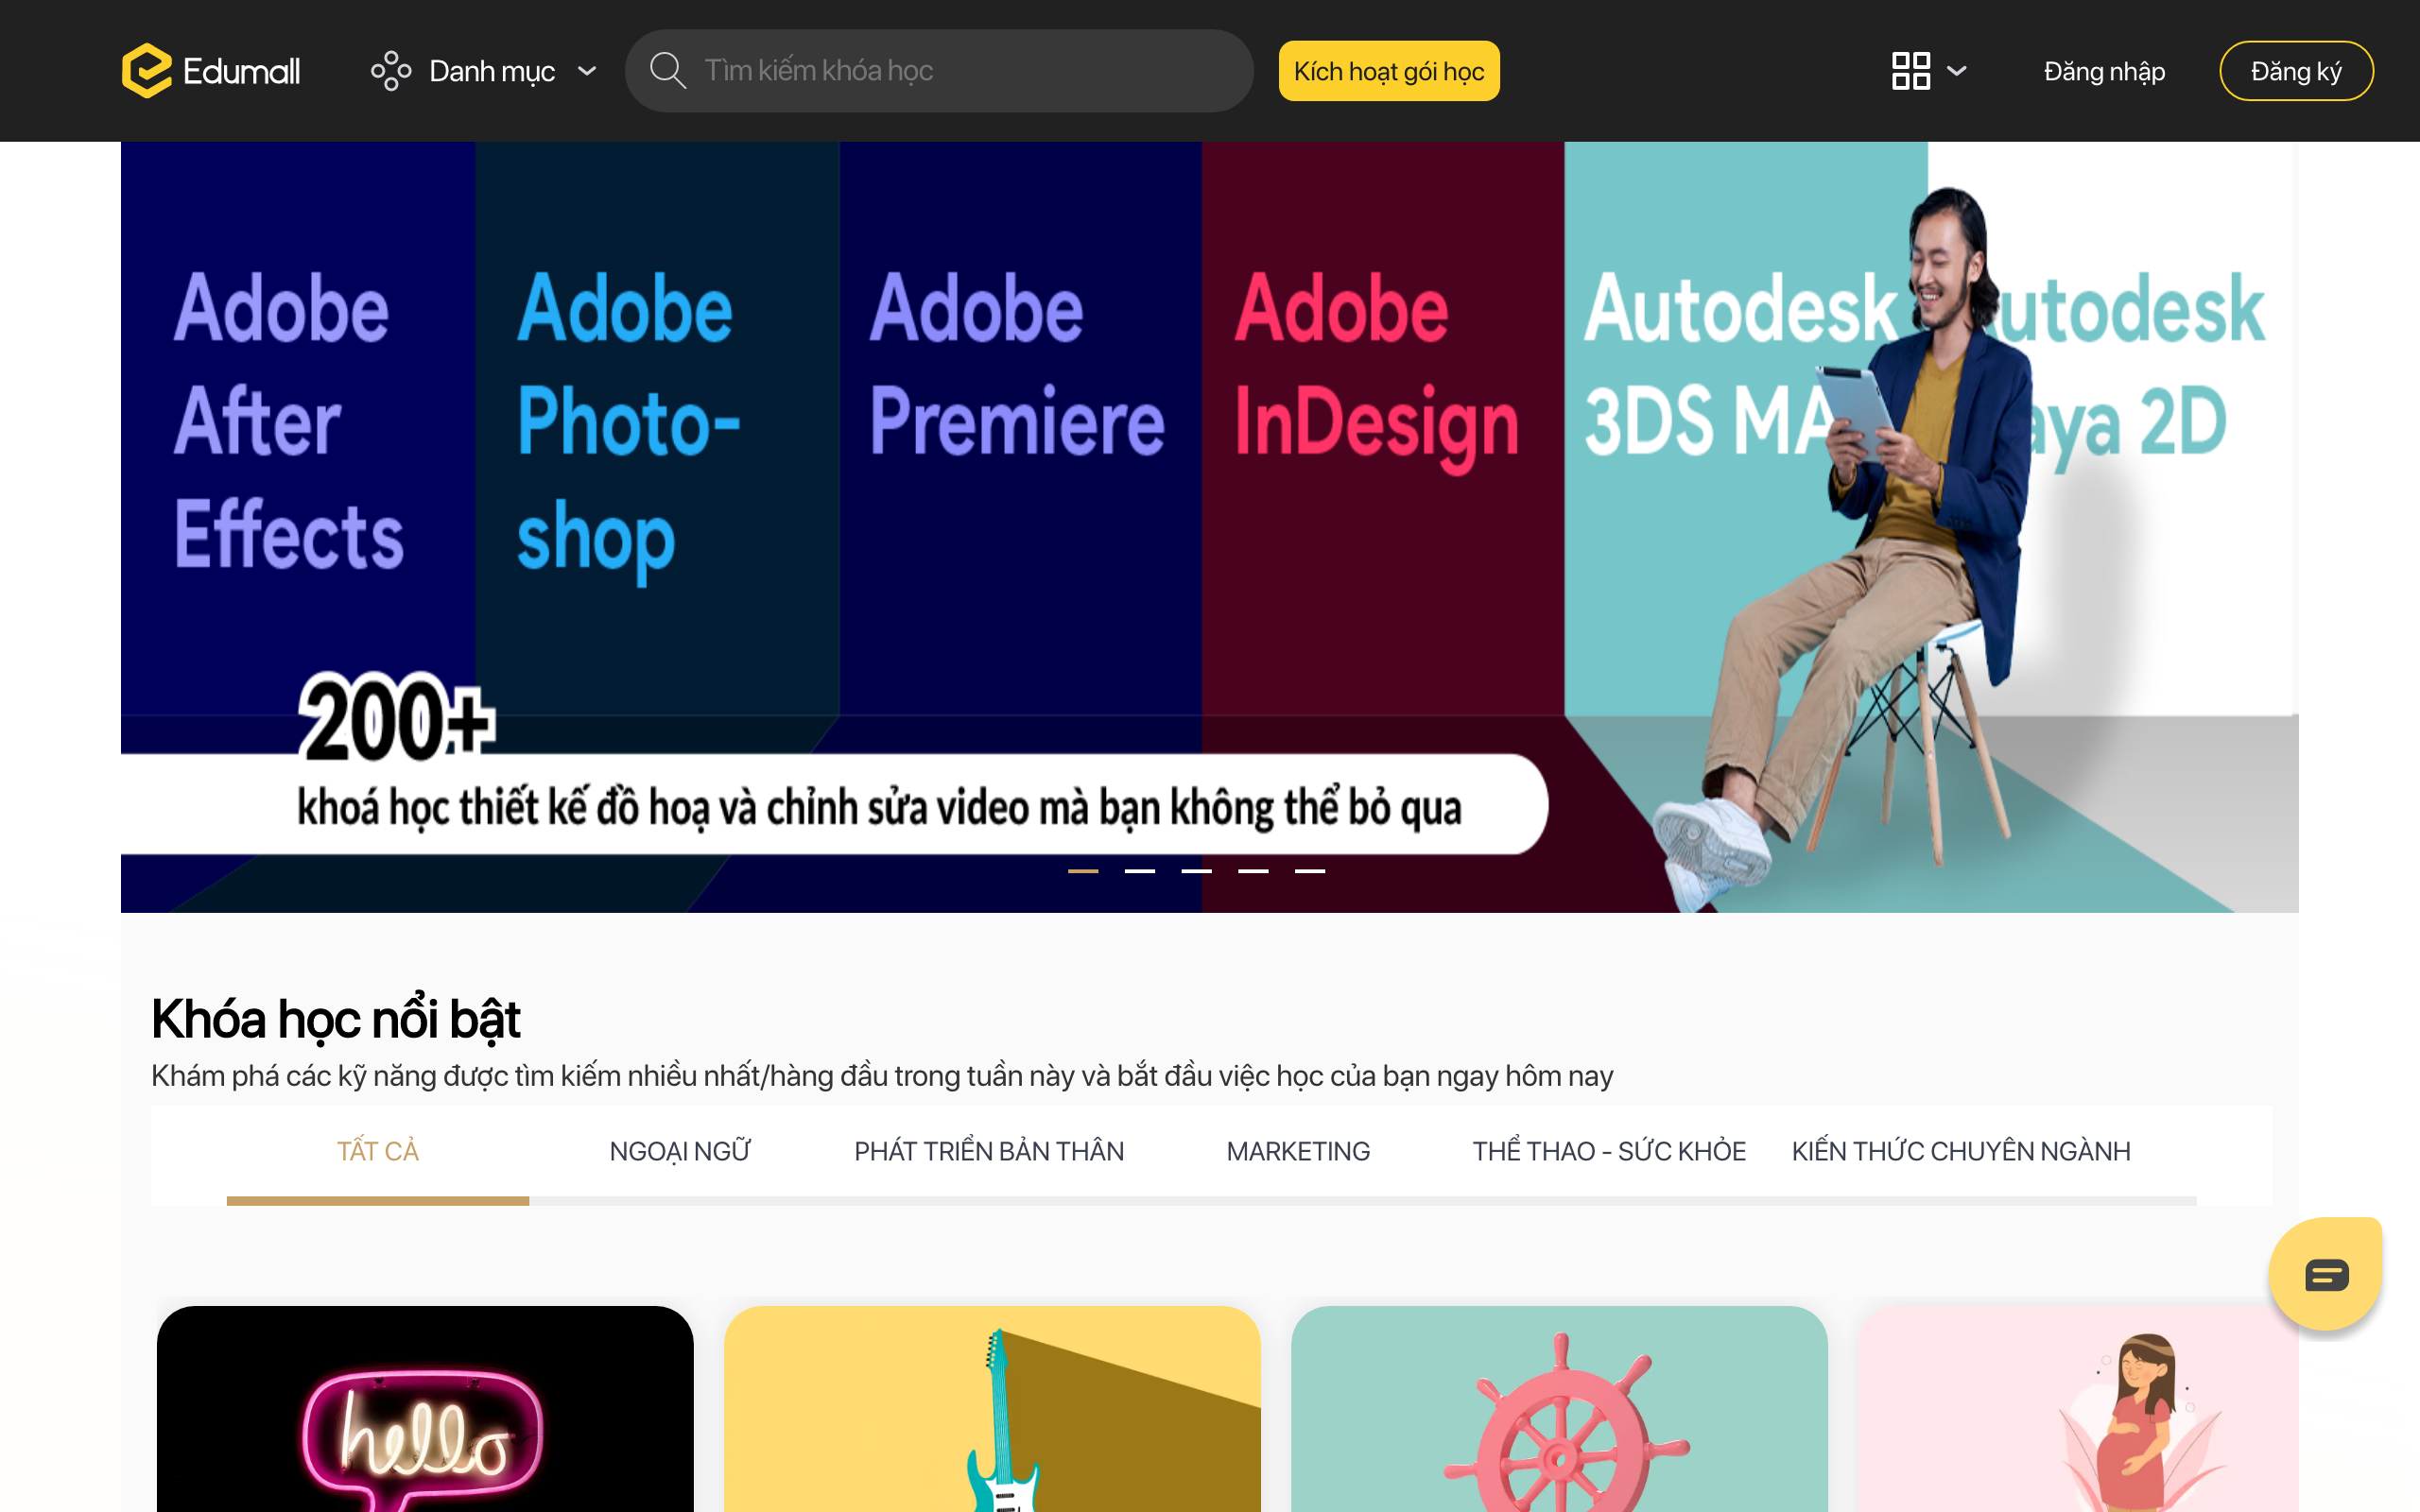 Edumall
Danh mục
Tìm kiếm khóa học
Kích hoạt gói học
Đăng nhập
Đăng ký
Adobe
After
Effects
Adobe
Photo-
shop
Adobe
Premiere
Adobe
InDesign
Autodesk
3DS MA
utodesk
aya 2D
200+
khoá học thiết kế đồ hoạ và chỉnh sửa video mà bạn không thể bỏ qua
Khóa học nổi bật
Khám phá các kỹ năng được tìm kiếm nhiều nhất/hàng đầu trong tuần này và bắt đầu việc học của bạn ngay hôm nay
TẤT CẢ
NGOẠI NGỮ
PHÁT TRIỂN BẢN THÂN
MARKETING
THỂ THAO - SỨC KHỎE
KIẾN THỨC CHUYÊN NGÀNH
hello